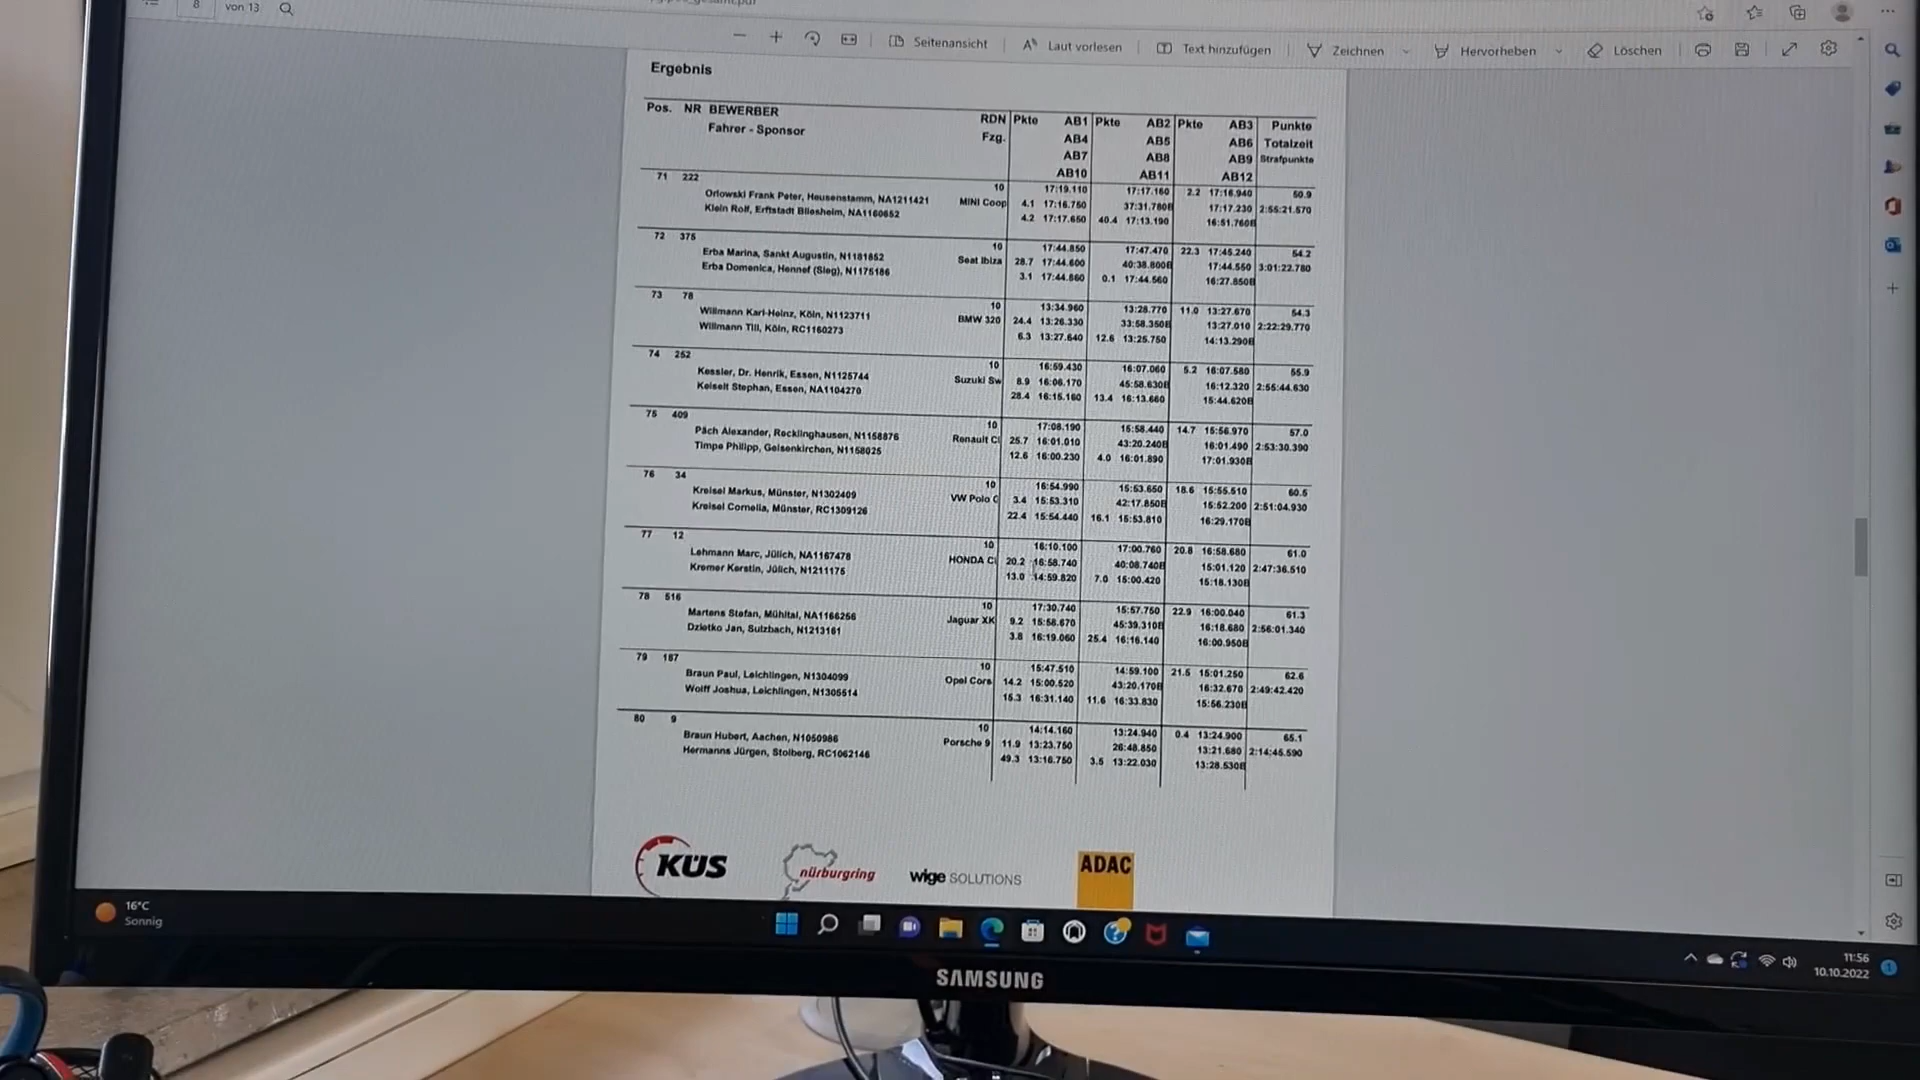 8 von 13
Seitenansicht Laut vorlesen Text hinzufügen Zeichnen Hervorheben Löschen
Ergebnis
Pos. NR BEWERBER RDN Pkte AB1 Pkte AB2 Pkte AB3 Punkte
Fahrer - Sponsor Fzg. AB4 AB5 AB6 Totalzeit
AB7 AB8 AB9 Strafpunkte
AB10 AB11 AB12
71 222 10 17:19.110 17:17.160 2.2 17:16.940 50.9
Orlowski Frank Peter, Heusenstamm, NA1211421 MINI Coop 4.1 17:16.750 37:31.780B 17:17.230 2:55:21.570
Klein Rolf, Erftstadt Bliesheim, NA1160652 4.2 17:17.650 40.4 17:13.190 16:51.760B
72 375 10 17:44.850 17:47.470 22.3 17:45.240 54.2
Erba Marina, Sankt Augustin, N1181852 Seat Ibiza 28.7 17:44.600 40:38.800B 17:44.550 3:01:22.780
Erba Domenica, Hennef (Sieg), N1175186 3.1 17:44.860 0.1 17:44.560 16:27.850B
73 78 10 13:34.960 13:28.770 11.0 13:27.670 54.3
Willmann Karl-Heinz, Köln, N1123711 BMW 320 24.4 13:26.330 33:58.350B 13:27.010 2:22:29.770
Willmann Till, Köln, RC1160273 6.3 13:27.640 12.6 13:25.750 14:13.290B
74 252 10 16:59.430 16:07.060 5.2 16:07.580 55.9
Kessler, Dr. Henrik, Essen, N1125744 Suzuki Sw 8.9 16:06.170 45:58.630B 16:12.320 2:55:44.630
Keiselt Stephan, Essen, NA1104270 28.4 16:15.160 13.4 16:13.660 15:44.620B
75 409 10 17:08.190 15:58.440 14.7 15:56.970 57.0
Päch Alexander, Recklinghausen, N1158876 Renault Cl 25.7 16:01.010 43:20.240B 16:01.490 2:53:30.390
Timpe Philipp, Gelsenkirchen, N1158025 12.6 16:00.230 4.0 16:01.890 17:01.930B
76 34 10 16:54.990 15:53.650 18.6 15:55.510 60.5
Kreisel Markus, Münster, N1302409 VW Polo G 3.4 15:53.310 42:17.850B 15:52.200 2:51:04.930
Kreisel Cornelia, Münster, RC1309126 22.4 15:54.440 16.1 15:53.810 16:29.170B
77 12 10 16:10.100 17:00.760 20.8 16:58.680 61.0
Lehmann Marc, Jülich, NA1167478 HONDA Ci 20.2 16:58.740 40:08.740B 15:01.120 2:47:36.510
Kremer Kerstin, Jülich, N1211175 13.0 14:59.820 7.0 15:00.420 15:18.130B
78 516 10 17:30.740 15:57.750 22.9 16:00.040 61.3
Martens Stefan, Mühltal, NA1166256 Jaguar XK 9.2 15:58.670 45:39.310B 16:18.680 2:56:01.340
Dzietko Jan, Sulzbach, N1213161 3.8 16:19.060 25.4 16:16.140 16:00.950B
79 187 10 15:47.510 14:59.100 21.5 15:01.250 62.6
Braun Paul, Leichlingen, N1304099 Opel Cors 14.2 15:00.520 43:20.170B 16:32.670 2:49:42.420
Wolff Joshua, Leichlingen, N1305514 15.3 16:31.140 11.6 16:33.830 15:56.230B
80 9 10 14:14.160 13:24.940 0.4 13:24.900 65.1
Braun Hubert, Aachen, N1050986 Porsche 9 11.9 13:23.750 26:48.850 13:21.680 2:14:45.590
Hermanns Jürgen, Stolberg, RC1062146 49.3 13:16.750 3.5 13:22.030 13:28.530B
KÜS nürburgring wige SOLUTIONS ADAC
16°C
Sonnig
11:56
10.10.2022
SAMSUNG